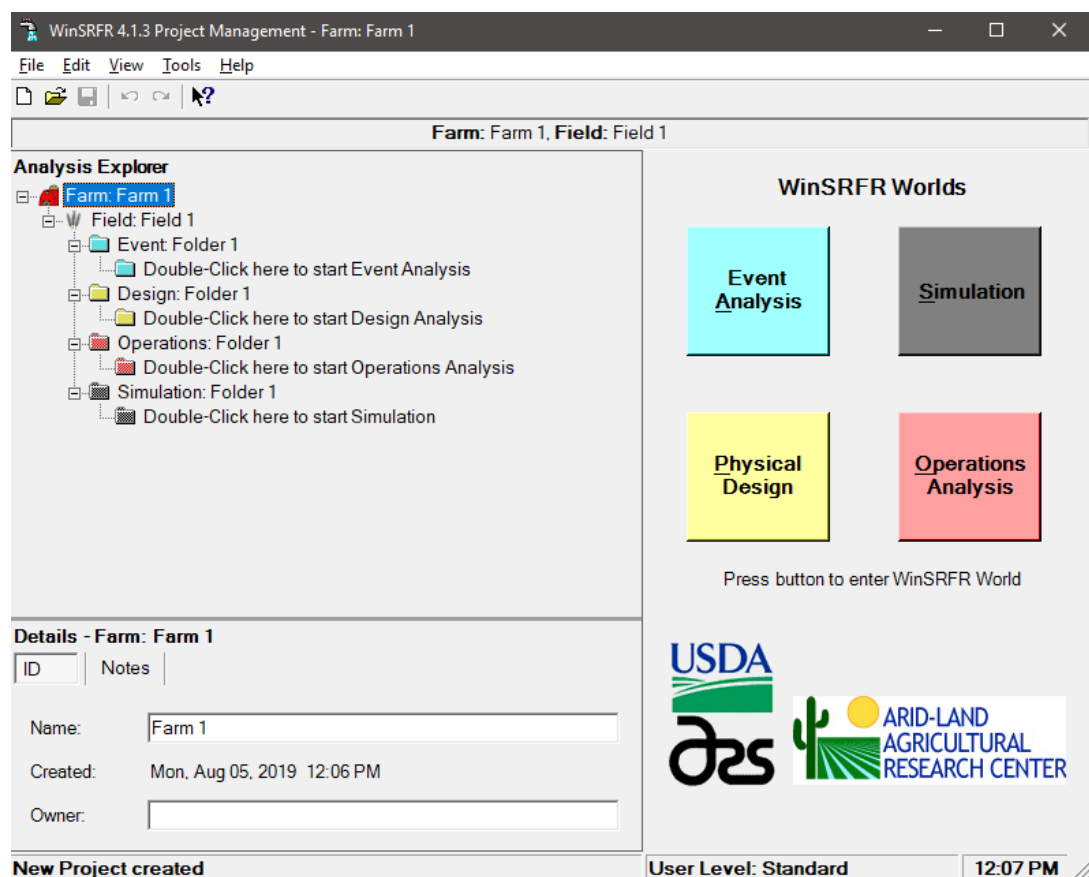 WinSRFR 4.1.3 Project Management - Farm: Farm 1
File Edit View Tools Help
Farm: Farm 1, Field: Field 1
Analysis Explorer
Farm: Farm 1
Field: Field 1
Event: Folder 1
Double-Click here to start Event Analysis
Design: Folder 1
Double-Click here to start Design Analysis
Operations: Folder 1
Double-Click here to start Operations Analysis
Simulation: Folder 1
Double-Click here to start Simulation
WinSRFR Worlds
Event
Analysis
Simulation
Physical
Design
Operations
Analysis
Press button to enter WinSRFR World
Details - Farm: Farm 1
ID Notes
Name: Farm 1
Created: Mon, Aug 05, 2019 12:06 PM
Owner:
USDA
ars
ARID-LAND
AGRICULTURAL
RESEARCH CENTER
New Project created
User Level: Standard
12:07 PM